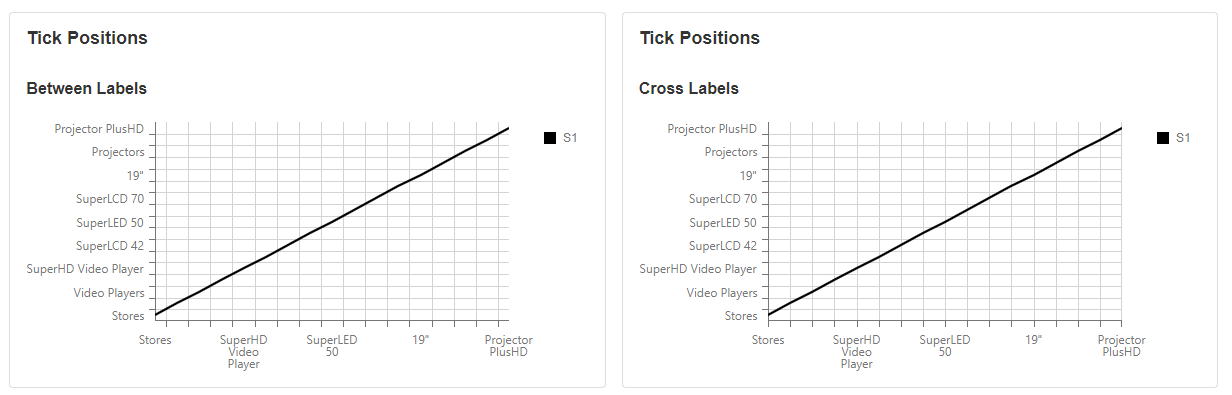 Tick Positions
Between Labels
Projector PlusHD
Projectors
19"
SuperLCD 70
SuperLED 50
SuperLCD 42
SuperHD Video Player
Video Players
Stores
Stores
SuperHD
Video
Player
SuperLED
50
19"
Projector
PlusHD
S1
Tick Positions
Cross Labels
Projector PlusHD
Projectors
19"
SuperLCD 70
SuperLED 50
SuperLCD 42
SuperHD Video Player
Video Players
Stores
Stores
SuperHD
Video
Player
SuperLED
50
19"
Projector
PlusHD
S1